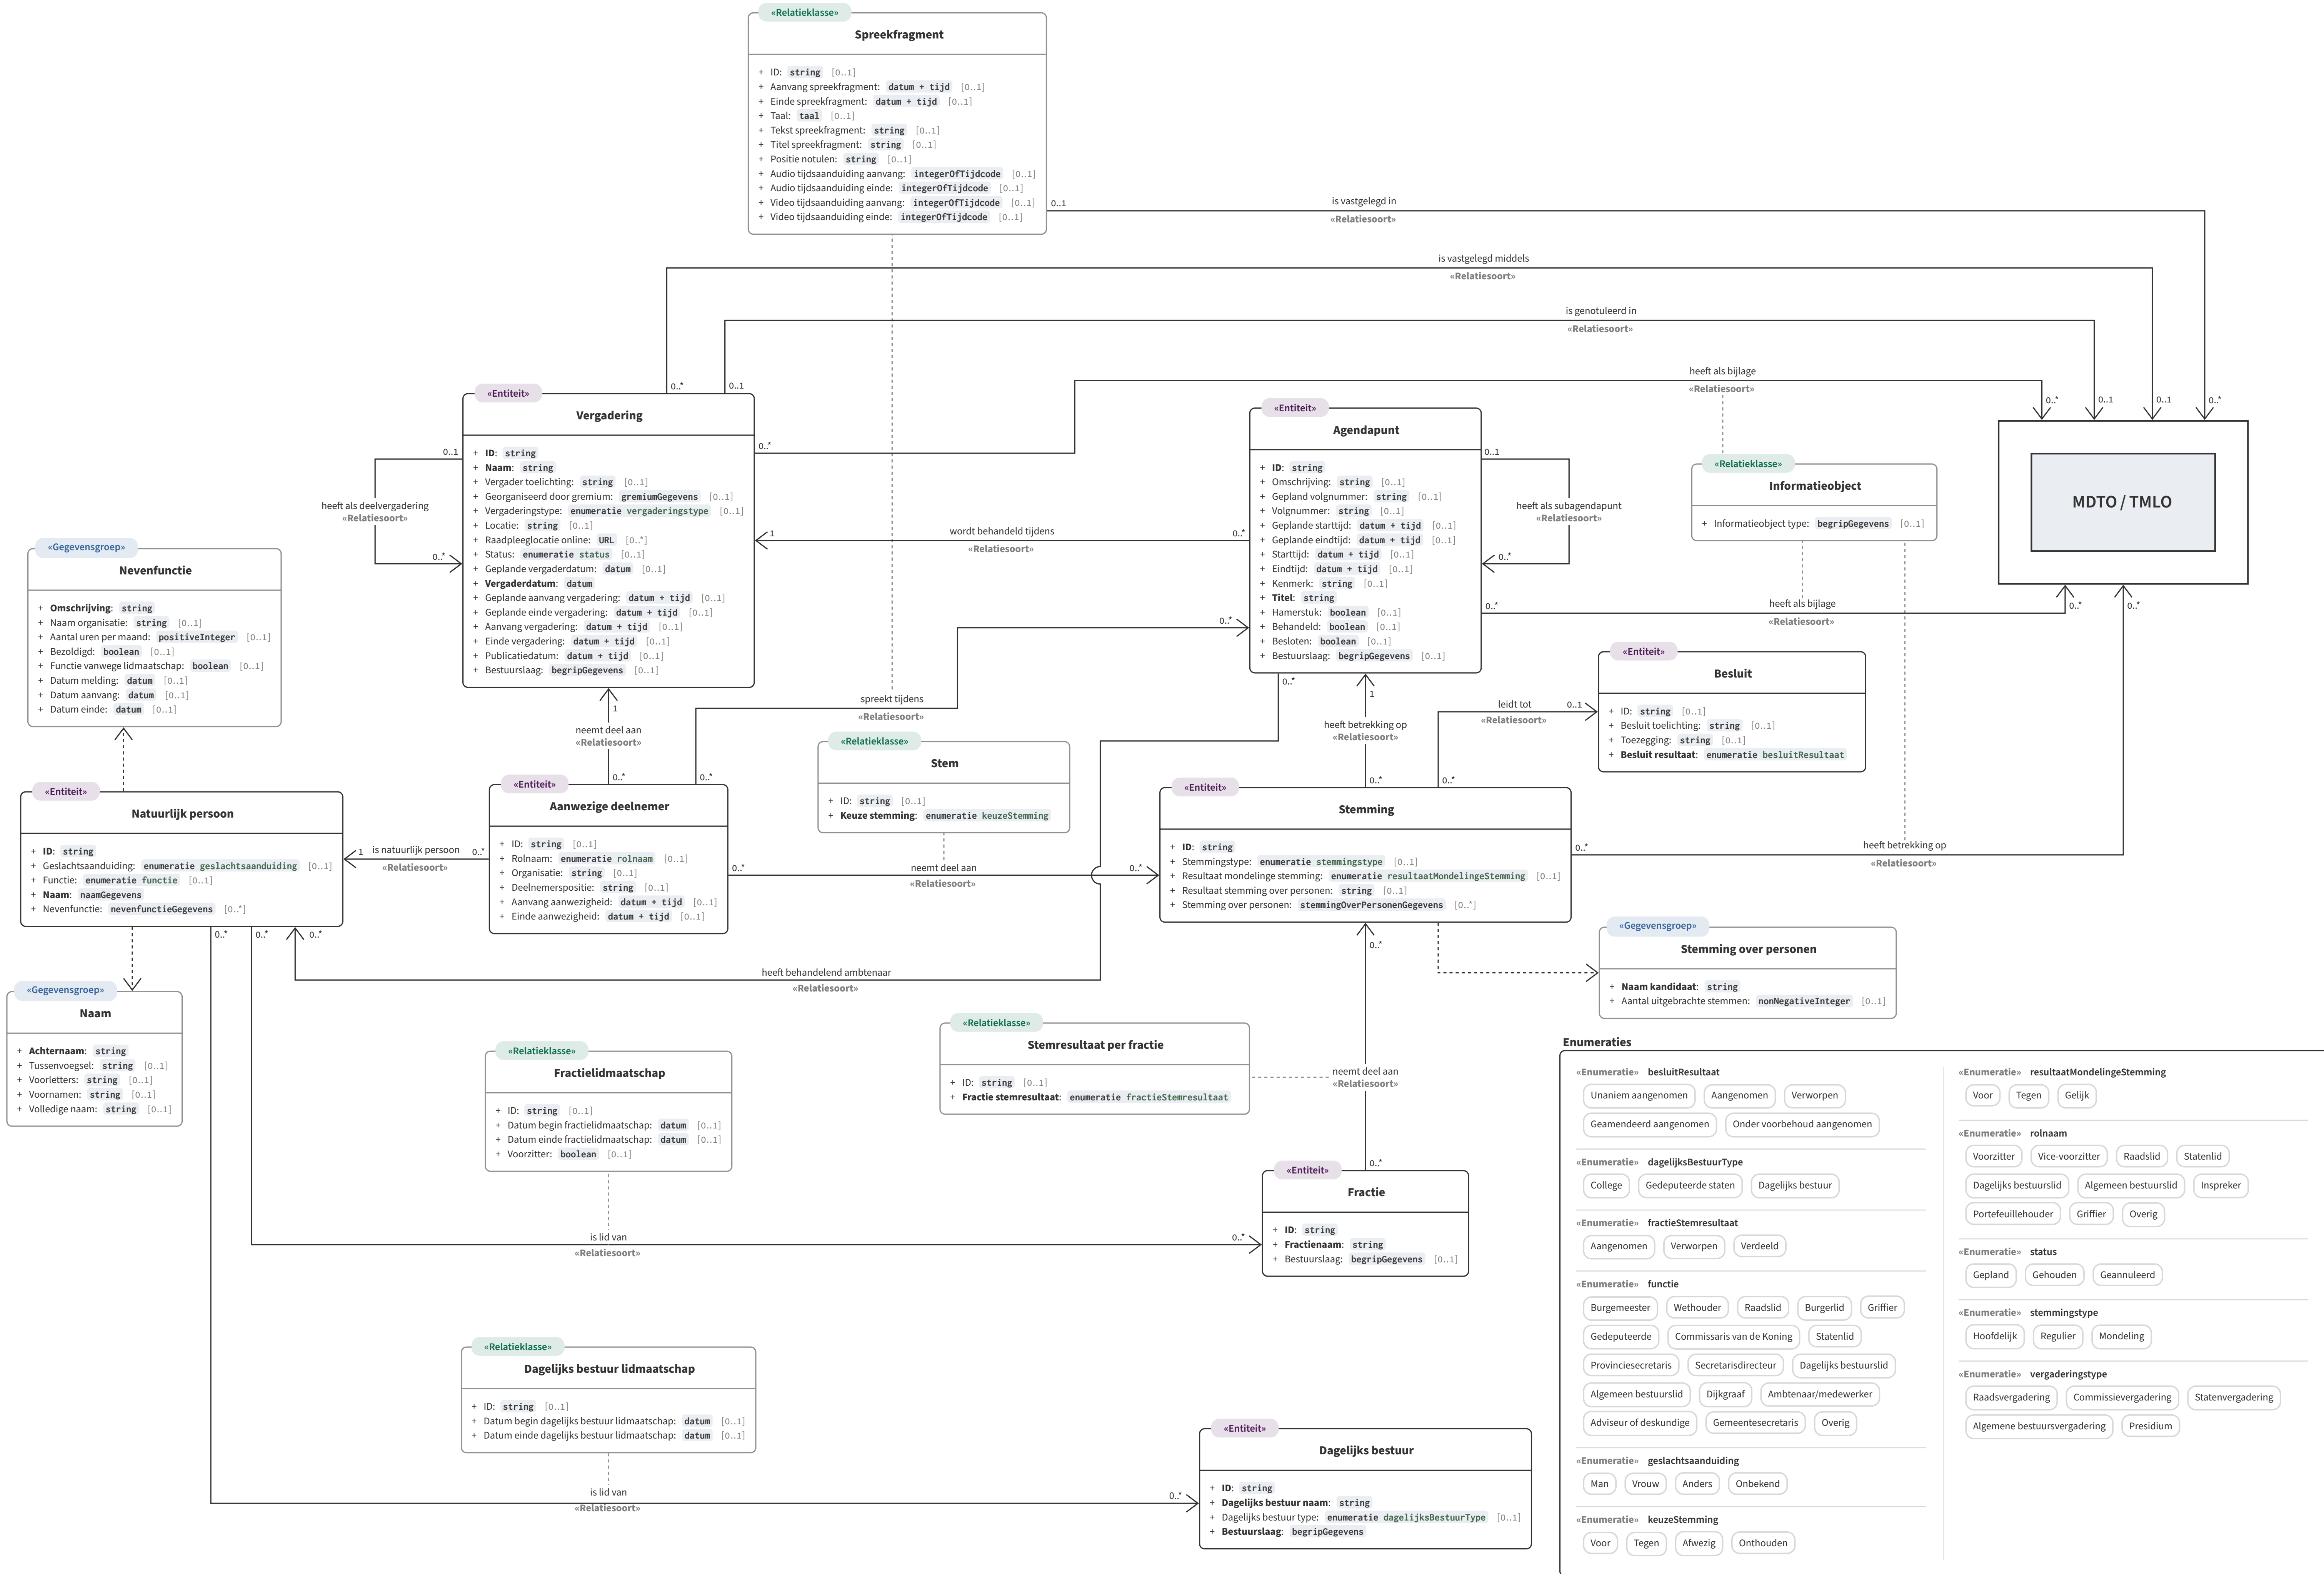 «Relatieklasse»
Spreekfragment
+ ID: string [0..1]
+ Aanvang spreekfragment: datum + tijd [0..1]
+ Einde spreekfragment: datum + tijd [0..1]
+ Taal: taal [0..1]
+ Tekst spreekfragment: string [0..1]
+ Titel spreekfragment: string [0..1]
+ Positie notulen: string [0..1]
+ Audio tijdsaanduiding aanvang: integerOfTijdcode [0..1]
+ Audio tijdsaanduiding einde: integerOfTijdcode [0..1]
+ Video tijdsaanduiding aanvang: integerOfTijdcode [0..1]
+ Video tijdsaanduiding einde: integerOfTijdcode [0..1]
0..1
is vastgelegd in
«Relatiesoort»
is vastgelegd middels
«Relatiesoort»
is genotuleerd in
«Relatiesoort»
heeft als bijlage
«Relatiesoort»
0..*
0..1
0..*
0..1
0..1
0..*
«Entiteit»
Vergadering
+ ID: string
+ Naam: string
+ Vergader toelichting: string [0..1]
+ Georganiseerd door gremium: gremiumGegevens [0..1]
+ Vergaderingstype: enumeratie vergaderingstype [0..1]
+ Locatie: string [0..1]
+ Raadpleeglocatie online: URL [0..*]
+ Status: enumeratie status [0..1]
+ Geplande vergaderdatum: datum [0..1]
+ Vergaderdatum: datum
+ Geplande aanvang vergadering: datum + tijd [0..1]
+ Geplande einde vergadering: datum + tijd [0..1]
+ Aanvang vergadering: datum + tijd [0..1]
+ Einde vergadering: datum + tijd [0..1]
+ Publicatiedatum: datum + tijd [0..1]
+ Bestuurslaag: begripGegevens [0..1]
0..1
heeft als deelvergadering
«Relatiesoort»
0..*
0..*
1
wordt behandeld tijdens
«Relatiesoort»
0..*
«Entiteit»
Agendapunt
+ ID: string
+ Omschrijving: string [0..1]
+ Gepland volgnummer: string [0..1]
+ Volgnummer: string [0..1]
+ Geplande starttijd: datum + tijd [0..1]
+ Geplande eindtijd: datum + tijd [0..1]
+ Starttijd: datum + tijd [0..1]
+ Eindtijd: datum + tijd [0..1]
+ Kenmerk: string [0..1]
+ Titel: string
+ Hamerstuk: boolean [0..1]
+ Behandeld: boolean [0..1]
+ Besloten: boolean [0..1]
+ Bestuurslaag: begripGegevens [0..1]
0..1
heeft als subagendapunt
«Relatiesoort»
0..*
0..*
heeft als bijlage
«Relatiesoort»
0..*
0..*
«Relatieklasse»
Informatieobject
+ Informatieobject type: begripGegevens [0..1]
MDTO / TMLO
«Gegevensgroep»
Nevenfunctie
+ Omschrijving: string
+ Naam organisatie: string [0..1]
+ Aantal uren per maand: positiveInteger [0..1]
+ Bezoldigd: boolean [0..1]
+ Functie vanwege lidmaatschap: boolean [0..1]
+ Datum melding: datum [0..1]
+ Datum aanvang: datum [0..1]
+ Datum einde: datum [0..1]
0..*
spreekt tijdens
«Relatiesoort»
0..*
1
neemt deel aan
«Relatiesoort»
0..*
0..*
1
heeft betrekking op
«Relatiesoort»
0..*
leidt tot
«Relatiesoort»
0..1
0..*
«Entiteit»
Besluit
+ ID: string [0..1]
+ Besluit toelichting: string [0..1]
+ Toezegging: string [0..1]
+ Besluit resultaat: enumeratie besluitResultaat
«Relatieklasse»
Stem
+ ID: string [0..1]
+ Keuze stemming: enumeratie keuzeStemming
«Entiteit»
Natuurlijk persoon
+ ID: string
+ Geslachtsaanduiding: enumeratie geslachtsaanduiding [0..1]
+ Functie: enumeratie functie [0..1]
+ Naam: naamGegevens
+ Nevenfunctie: nevenfunctieGegevens [0..*]
1
is natuurlijk persoon
«Relatiesoort»
0..*
«Entiteit»
Aanwezige deelnemer
+ ID: string [0..1]
+ Rolnaam: enumeratie rolnaam [0..1]
+ Organisatie: string [0..1]
+ Deelnemerspositie: string [0..1]
+ Aanvang aanwezigheid: datum + tijd [0..1]
+ Einde aanwezigheid: datum + tijd [0..1]
0..*
neemt deel aan
«Relatiesoort»
0..*
«Entiteit»
Stemming
+ ID: string
+ Stemmingstype: enumeratie stemmingstype [0..1]
+ Resultaat mondelinge stemming: enumeratie resultaatMondelingeStemming [0..1]
+ Resultaat stemming over personen: string [0..1]
+ Stemming over personen: stemmingOverPersonenGegevens [0..*]
0..*
heeft betrekking op
«Relatiesoort»
0..*
0..*
0..*
heeft behandelend ambtenaar
«Relatiesoort»
0..*
«Gegevensgroep»
Stemming over personen
+ Naam kandidaat: string
+ Aantal uitgebrachte stemmen: nonNegativeInteger [0..1]
«Gegevensgroep»
Naam
+ Achternaam: string
+ Tussenvoegsel: string [0..1]
+ Voorletters: string [0..1]
+ Voornamen: string [0..1]
+ Volledige naam: string [0..1]
«Relatieklasse»
Fractielidmaatschap
+ ID: string [0..1]
+ Datum begin fractielidmaatschap: datum [0..1]
+ Datum einde fractielidmaatschap: datum [0..1]
+ Voorzitter: boolean [0..1]
«Relatieklasse»
Stemresultaat per fractie
+ ID: string [0..1]
+ Fractie stemresultaat: enumeratie fractieStemresultaat
0..*
neemt deel aan
«Relatiesoort»
0..*
is lid van
«Relatiesoort»
0..*
«Entiteit»
Fractie
+ ID: string
+ Fractienaam: string
+ Bestuurslaag: begripGegevens [0..1]
«Relatieklasse»
Dagelijks bestuur lidmaatschap
+ ID: string [0..1]
+ Datum begin dagelijks bestuur lidmaatschap: datum [0..1]
+ Datum einde dagelijks bestuur lidmaatschap: datum [0..1]
is lid van
«Relatiesoort»
0..*
«Entiteit»
Dagelijks bestuur
+ ID: string
+ Dagelijks bestuur naam: string
+ Dagelijks bestuur type: enumeratie dagelijksBestuurType [0..1]
+ Bestuurslaag: begripGegevens
Enumeraties
«Enumeratie» besluitResultaat
Unaniem aangenomen Aangenomen Verworpen
Geamendeerd aangenomen Onder voorbehoud aangenomen
«Enumeratie» dagelijksBestuurType
College Gedeputeerde staten Dagelijks bestuur
«Enumeratie» fractieStemresultaat
Aangenomen Verworpen Verdeeld
«Enumeratie» functie
Burgemeester Wethouder Raadslid Burgerlid Griffier
Gedeputeerde Commissaris van de Koning Statenlid
Provinciesecretaris Secretarisdirecteur Dagelijks bestuurslid
Algemeen bestuurslid Dijkgraaf Ambtenaar/medewerker
Adviseur of deskundige Gemeentesecretaris Overig
«Enumeratie» geslachtsaanduiding
Man Vrouw Anders Onbekend
«Enumeratie» keuzeStemming
Voor Tegen Afwezig Onthouden
«Enumeratie» resultaatMondelingeStemming
Voor Tegen Gelijk
«Enumeratie» rolnaam
Voorzitter Vice-voorzitter Raadslid Statenlid
Dagelijks bestuurslid Algemeen bestuurslid Inspreker
Portefeuillehouder Griffier Overig
«Enumeratie» status
Gepland Gehouden Geannuleerd
«Enumeratie» stemmingstype
Hoofdelijk Regulier Mondeling
«Enumeratie» vergaderingstype
Raadsvergadering Commissievergadering Statenvergadering
Algemene bestuursvergadering Presidium